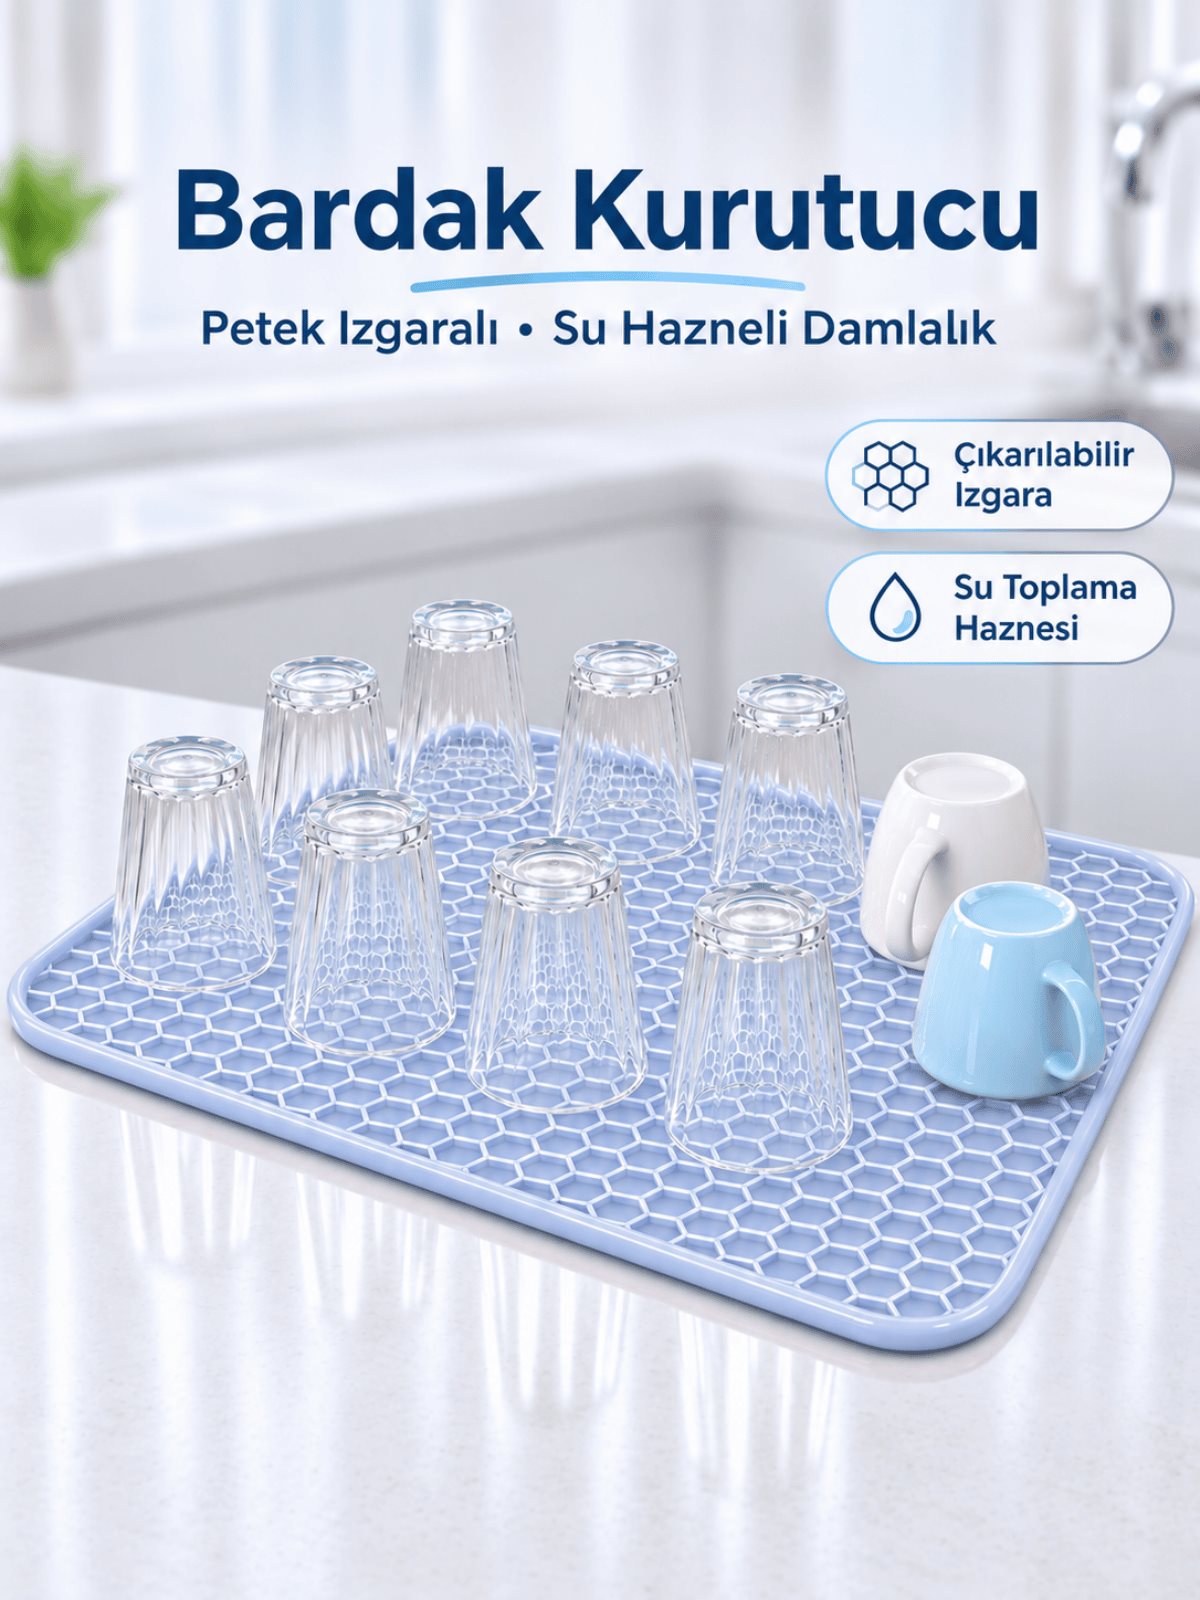 Bardak Kurutucu
Petek Izgaralı • Su Hazneli Damlalık
Çıkarılabilir
Izgara
Su Toplama
Haznesi